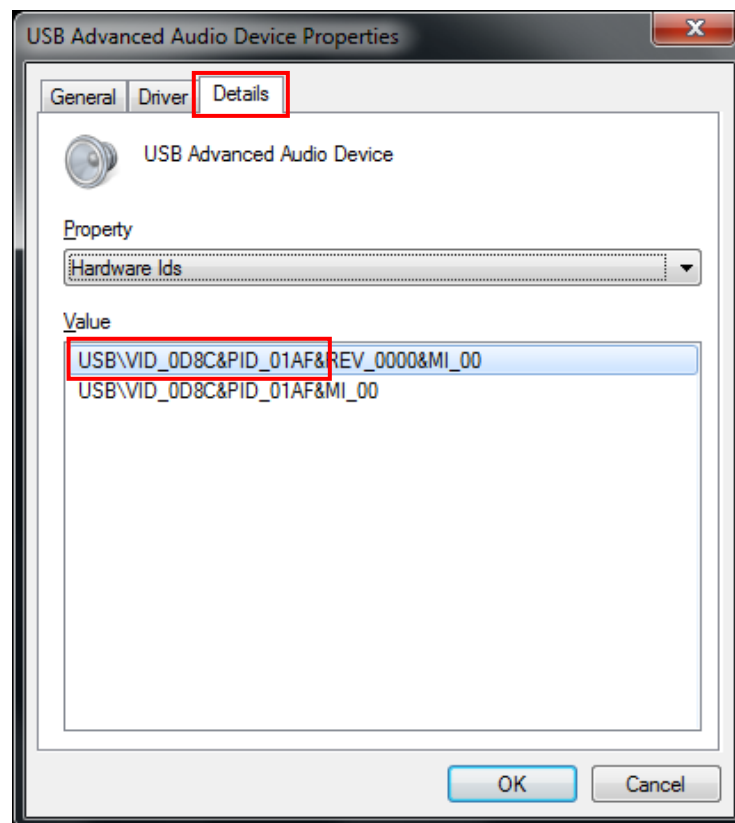 USB Advanced Audio Device Properties
General Driver Details
USB Advanced Audio Device
Property
Hardware Ids
Value
USB\VID_0D8C&PID_01AF&REV_0000&MI_00
USB\VID_0D8C&PID_01AF&MI_00
OK Cancel